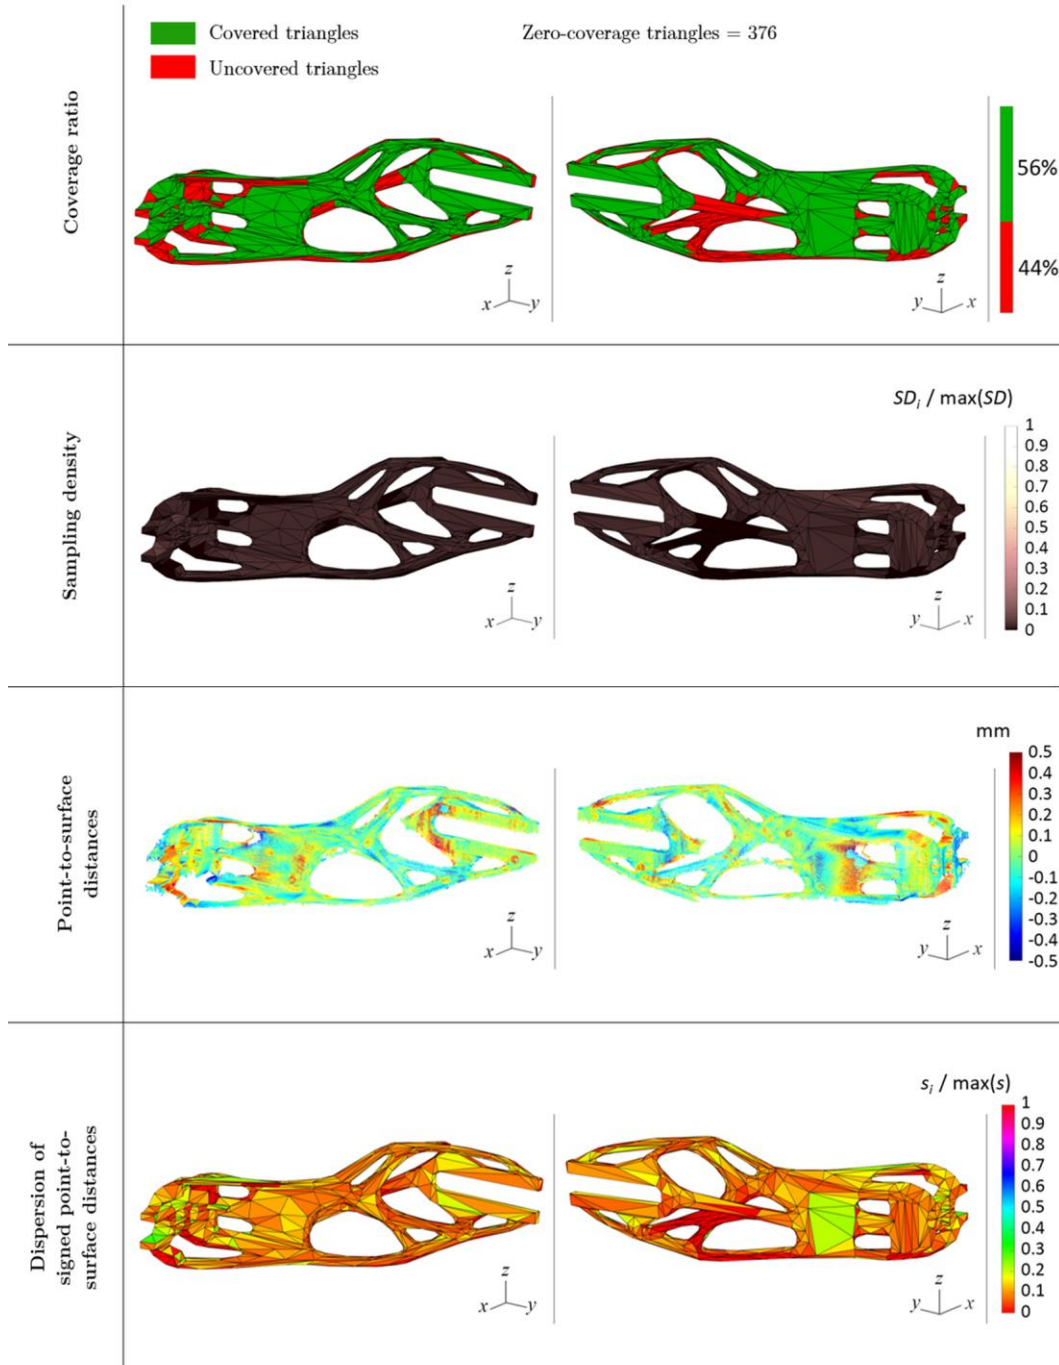 Covered triangles
Zero-coverage triangles = 376
Uncovered triangles
Coverage ratio
56%
44%
z
x
y
z
y
x
Sampling density
SDi / max(SD)
1
0.9
0.8
0.7
0.6
0.5
0.4
0.3
0.2
0.1
0
z
x
y
z
y
x
Point-to-surface
distances
mm
0.5
0.4
0.3
0.2
0.1
0
-0.1
-0.2
-0.3
-0.4
-0.5
z
x
y
z
y
x
Dispersion of
signed point-to-
surface distances
si / max(s)
1
0.9
0.8
0.7
0.6
0.5
0.4
0.3
0.2
0.1
0
z
x
y
z
y
x